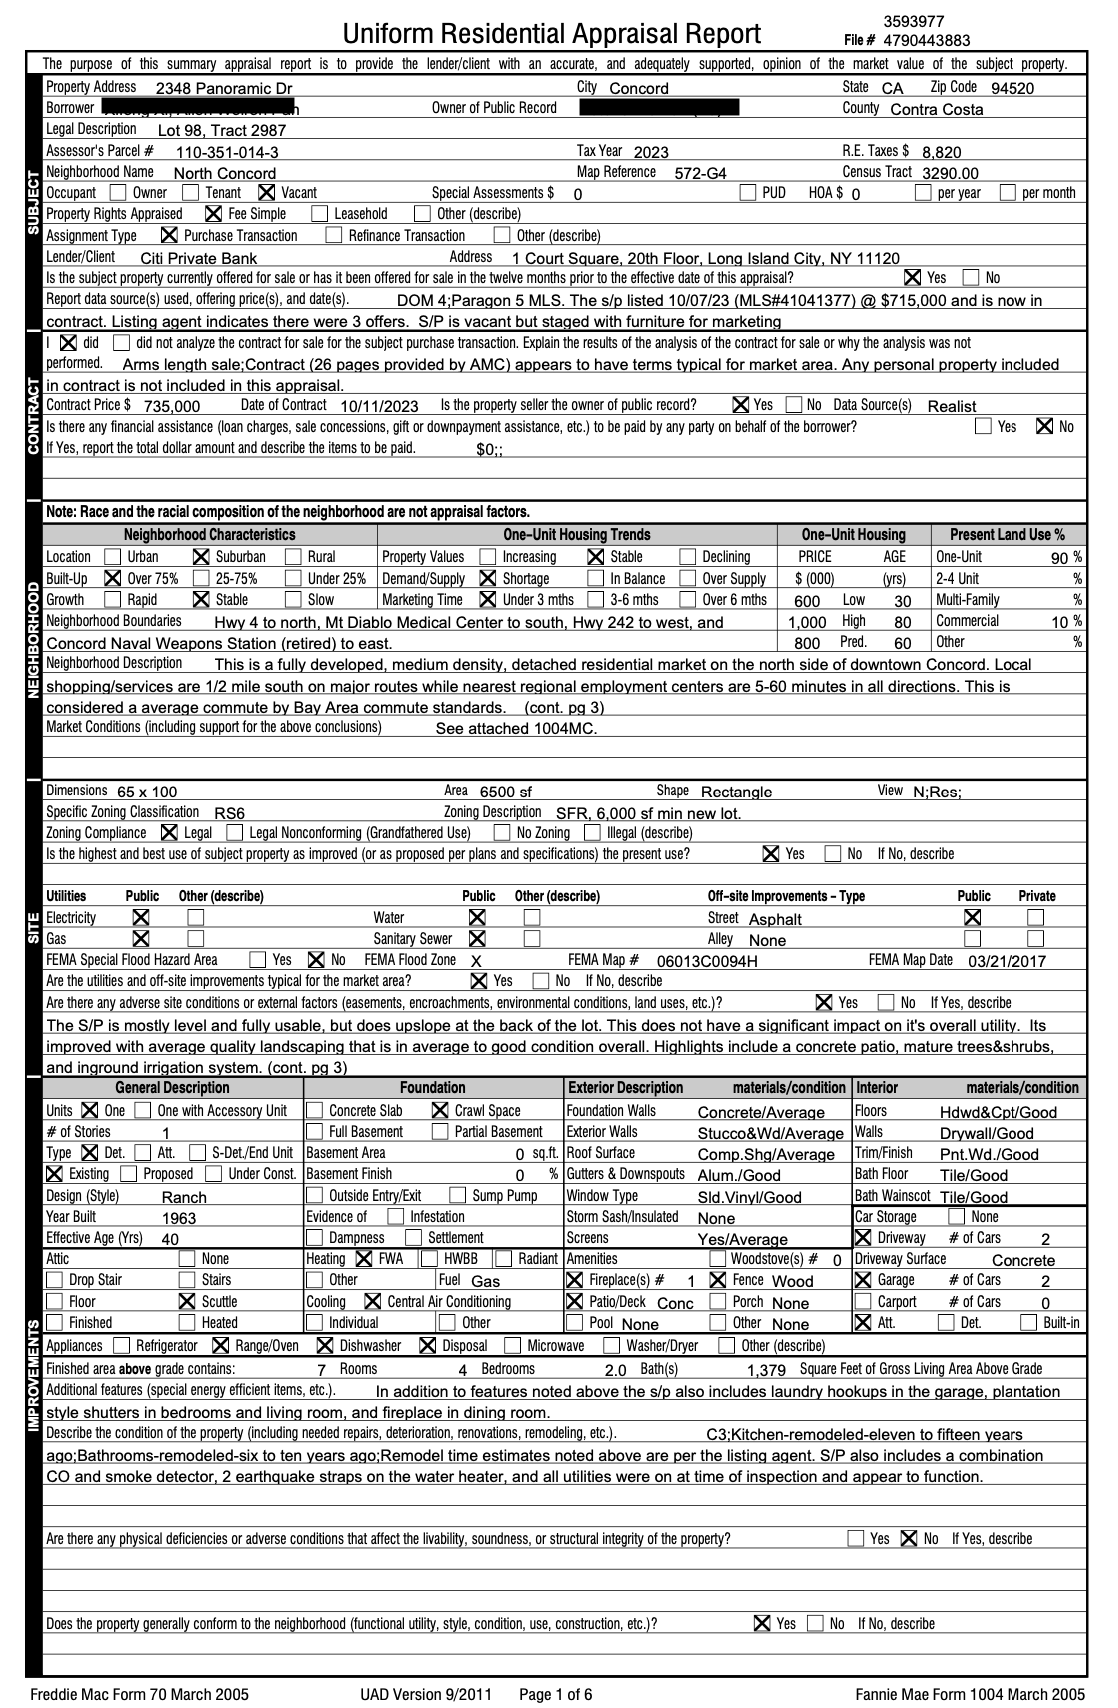 3593977
Uniform Residential Appraisal Report File # 4790443883
The purpose of this summary appraisal report is to provide the lender/client with an accurate, and adequately supported, opinion of the market value of the subject property.
SUBJECT
Property Address 2348 Panoramic Dr City Concord State CA Zip Code 94520
Borrower Owner of Public Record County Contra Costa
Legal Description Lot 98, Tract 2987
Assessor's Parcel # 110-351-014-3 Tax Year 2023 R.E. Taxes $ 8,820
Neighborhood Name North Concord Map Reference 572-G4 Census Tract 3290.00
Occupant ☐ Owner ☐ Tenant ☒ Vacant Special Assessments $ 0 ☐ PUD HOA $ 0 ☐ per year ☐ per month
Property Rights Appraised ☒ Fee Simple ☐ Leasehold ☐ Other (describe)
Assignment Type ☒ Purchase Transaction ☐ Refinance Transaction ☐ Other (describe)
Lender/Client Citi Private Bank Address 1 Court Square, 20th Floor, Long Island City, NY 11120
Is the subject property currently offered for sale or has it been offered for sale in the twelve months prior to the effective date of this appraisal? ☒ Yes ☐ No
Report data source(s) used, offering price(s), and date(s). DOM 4;Paragon 5 MLS. The s/p listed 10/07/23 (MLS#41041377) @ $715,000 and is now in
contract. Listing agent indicates there were 3 offers. S/P is vacant but staged with furniture for marketing
CONTRACT
I ☒ did ☐ did not analyze the contract for sale for the subject purchase transaction. Explain the results of the analysis of the contract for sale or why the analysis was not
performed. Arms length sale;Contract (26 pages provided by AMC) appears to have terms typical for market area. Any personal property included
in contract is not included in this appraisal.
Contract Price $ 735,000 Date of Contract 10/11/2023 Is the property seller the owner of public record? ☒ Yes ☐ No Data Source(s) Realist
Is there any financial assistance (loan charges, sale concessions, gift or downpayment assistance, etc.) to be paid by any party on behalf of the borrower? ☐ Yes ☒ No
If Yes, report the total dollar amount and describe the items to be paid. $0;;
NEIGHBORHOOD
Note: Race and the racial composition of the neighborhood are not appraisal factors.
Neighborhood Characteristics One-Unit Housing Trends One-Unit Housing Present Land Use %
Location ☐ Urban ☒ Suburban ☐ Rural Property Values ☐ Increasing ☒ Stable ☐ Declining PRICE AGE One-Unit 90 %
Built-Up ☒ Over 75% ☐ 25-75% ☐ Under 25% Demand/Supply ☒ Shortage ☐ In Balance ☐ Over Supply $ (000) (yrs) 2-4 Unit %
Growth ☐ Rapid ☒ Stable ☐ Slow Marketing Time ☒ Under 3 mths ☐ 3-6 mths ☐ Over 6 mths 600 Low 30 Multi-Family %
Neighborhood Boundaries Hwy 4 to north, Mt Diablo Medical Center to south, Hwy 242 to west, and 1,000 High 80 Commercial 10 %
Concord Naval Weapons Station (retired) to east. 800 Pred. 60 Other %
Neighborhood Description This is a fully developed, medium density, detached residential market on the north side of downtown Concord. Local
shopping/services are 1/2 mile south on major routes while nearest regional employment centers are 5-60 minutes in all directions. This is
considered a average commute by Bay Area commute standards. (cont. pg 3)
Market Conditions (including support for the above conclusions) See attached 1004MC.
SITE
Dimensions 65 x 100 Area 6500 sf Shape Rectangle View N;Res;
Specific Zoning Classification RS6 Zoning Description SFR, 6,000 sf min new lot.
Zoning Compliance ☒ Legal ☐ Legal Nonconforming (Grandfathered Use) ☐ No Zoning ☐ Illegal (describe)
Is the highest and best use of subject property as improved (or as proposed per plans and specifications) the present use? ☒ Yes ☐ No If No, describe
Utilities Public Other (describe) Public Other (describe) Off-site Improvements - Type Public Private
Electricity ☒ ☐ Water ☒ ☐ Street Asphalt ☒ ☐
Gas ☒ ☐ Sanitary Sewer ☒ ☐ Alley None ☐ ☐
FEMA Special Flood Hazard Area ☐ Yes ☒ No FEMA Flood Zone X FEMA Map # 06013C0094H FEMA Map Date 03/21/2017
Are the utilities and off-site improvements typical for the market area? ☒ Yes ☐ No If No, describe
Are there any adverse site conditions or external factors (easements, encroachments, environmental conditions, land uses, etc.)? ☒ Yes ☐ No If Yes, describe
The S/P is mostly level and fully usable, but does upslope at the back of the lot. This does not have a significant impact on it's overall utility. Its
improved with average quality landscaping that is in average to good condition overall. Highlights include a concrete patio, mature trees&shrubs,
and inground irrigation system. (cont. pg 3)
IMPROVEMENTS
General Description Foundation Exterior Description materials/condition Interior materials/condition
Units ☒ One ☐ One with Accessory Unit ☐ Concrete Slab ☒ Crawl Space Foundation Walls Concrete/Average Floors Hdwd&Cpt/Good
# of Stories 1 ☐ Full Basement ☐ Partial Basement Exterior Walls Stucco&Wd/Average Walls Drywall/Good
Type ☒ Det. ☐ Att. ☐ S-Det./End Unit Basement Area 0 sq.ft. Roof Surface Comp.Shg/Average Trim/Finish Pnt.Wd./Good
☒ Existing ☐ Proposed ☐ Under Const. Basement Finish 0 % Gutters & Downspouts Alum./Good Bath Floor Tile/Good
Design (Style) Ranch ☐ Outside Entry/Exit ☐ Sump Pump Window Type Sld.Vinyl/Good Bath Wainscot Tile/Good
Year Built 1963 Evidence of ☐ Infestation Storm Sash/Insulated None Car Storage ☐ None
Effective Age (Yrs) 40 ☐ Dampness ☐ Settlement Screens Yes/Average ☒ Driveway # of Cars 2
Attic ☐ None Heating ☒ FWA ☐ HWBB ☐ Radiant Amenities ☐ Woodstove(s) # 0 Driveway Surface Concrete
☐ Drop Stair ☐ Stairs ☐ Other Fuel Gas ☒ Fireplace(s) # 1 ☒ Fence Wood ☒ Garage # of Cars 2
☐ Floor ☒ Scuttle Cooling ☒ Central Air Conditioning ☒ Patio/Deck Conc ☐ Porch None ☐ Carport # of Cars 0
☐ Finished ☐ Heated ☐ Individual ☐ Other ☐ Pool None ☐ Other None ☒ Att. ☐ Det. ☐ Built-in
Appliances ☐ Refrigerator ☒ Range/Oven ☒ Dishwasher ☒ Disposal ☐ Microwave ☐ Washer/Dryer ☐ Other (describe)
Finished area above grade contains: 7 Rooms 4 Bedrooms 2.0 Bath(s) 1,379 Square Feet of Gross Living Area Above Grade
Additional features (special energy efficient items, etc.). In addition to features noted above the s/p also includes laundry hookups in the garage, plantation
style shutters in bedrooms and living room, and fireplace in dining room.
Describe the condition of the property (including needed repairs, deterioration, renovations, remodeling, etc.). C3;Kitchen-remodeled-eleven to fifteen years
ago;Bathrooms-remodeled-six to ten years ago;Remodel time estimates noted above are per the listing agent. S/P also includes a combination
CO and smoke detector, 2 earthquake straps on the water heater, and all utilities were on at time of inspection and appear to function.
Are there any physical deficiencies or adverse conditions that affect the livability, soundness, or structural integrity of the property? ☐ Yes ☒ No If Yes, describe
Does the property generally conform to the neighborhood (functional utility, style, condition, use, construction, etc.)? ☒ Yes ☐ No If No, describe
Freddie Mac Form 70 March 2005 UAD Version 9/2011 Page 1 of 6 Fannie Mae Form 1004 March 2005